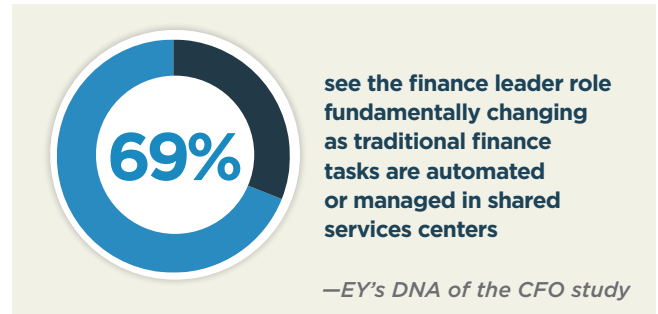 69%
see the finance leader role
fundamentally changing
as traditional finance
tasks are automated
or managed in shared
services centers
—EY’s DNA of the CFO study